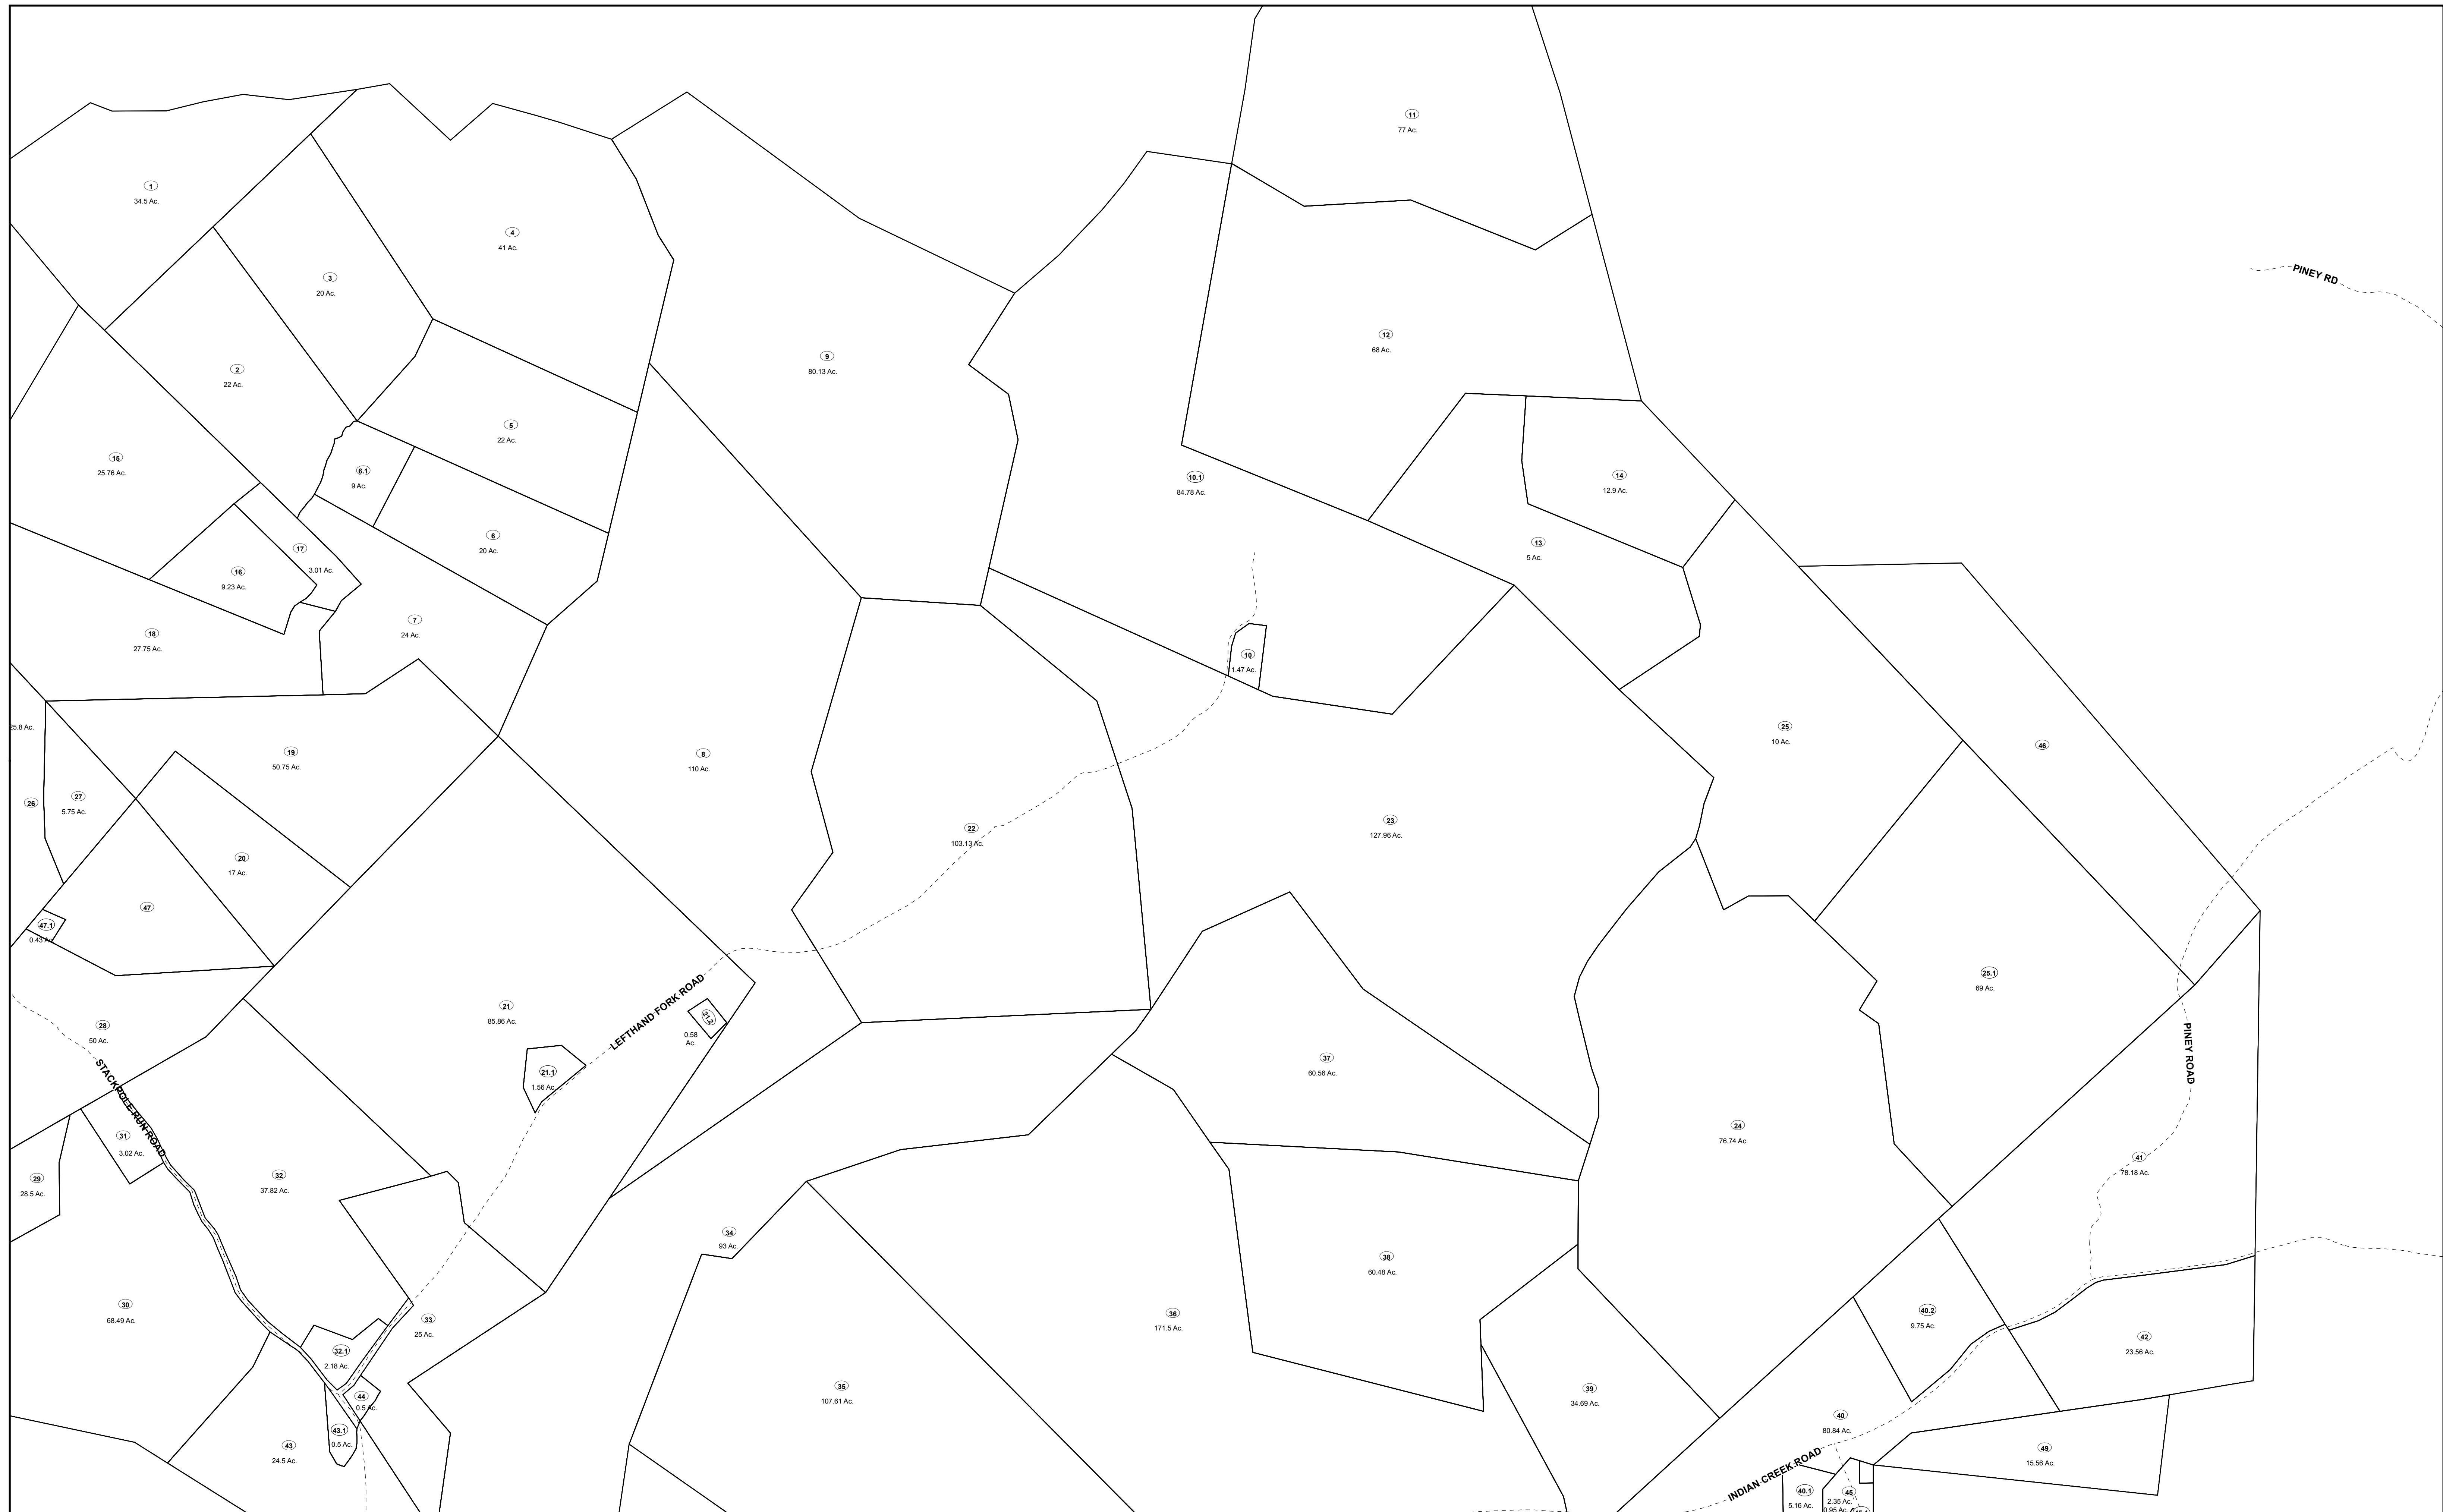 11
77 Ac.
1
34.5 Ac.
4
41 Ac.
PINEY RD
3
20 Ac.
12
68 Ac.
9
80.13 Ac.
2
22 Ac.
5
22 Ac.
15
25.76 Ac.
6.1
9 Ac.
10.1
84.78 Ac.
14
12.9 Ac.
6
20 Ac.
17
3.01 Ac.
13
5 Ac.
16
9.23 Ac.
7
24 Ac.
18
27.75 Ac.
10
1.47 Ac.
25.8 Ac.
25
10 Ac.
46
19
50.75 Ac.
8
110 Ac.
26
27
5.75 Ac.
23
127.96 Ac.
22
103.13 Ac.
20
17 Ac.
47
47.1
0.43 Ac.
25.1
69 Ac.
21
85.86 Ac.
LEFTHAND FORK ROAD
21.2
0.58
Ac.
28
50 Ac.
PINEY ROAD
37
60.56 Ac.
21.1
1.56 Ac.
STACKPOLE RUN ROAD
31
3.02 Ac.
24
76.74 Ac.
41
78.18 Ac.
29
28.5 Ac.
32
37.82 Ac.
34
93 Ac.
38
60.48 Ac.
30
68.49 Ac.
33
25 Ac.
36
171.5 Ac.
40.2
9.75 Ac.
42
23.56 Ac.
32.1
2.18 Ac.
35
107.61 Ac.
39
34.69 Ac.
44
0.5 Ac.
40
80.84 Ac.
43.1
0.5 Ac.
43
24.5 Ac.
49
15.56 Ac.
INDIAN CREEK ROAD
40.1
5.16 Ac.
45
2.35 Ac.
0.95 Ac.